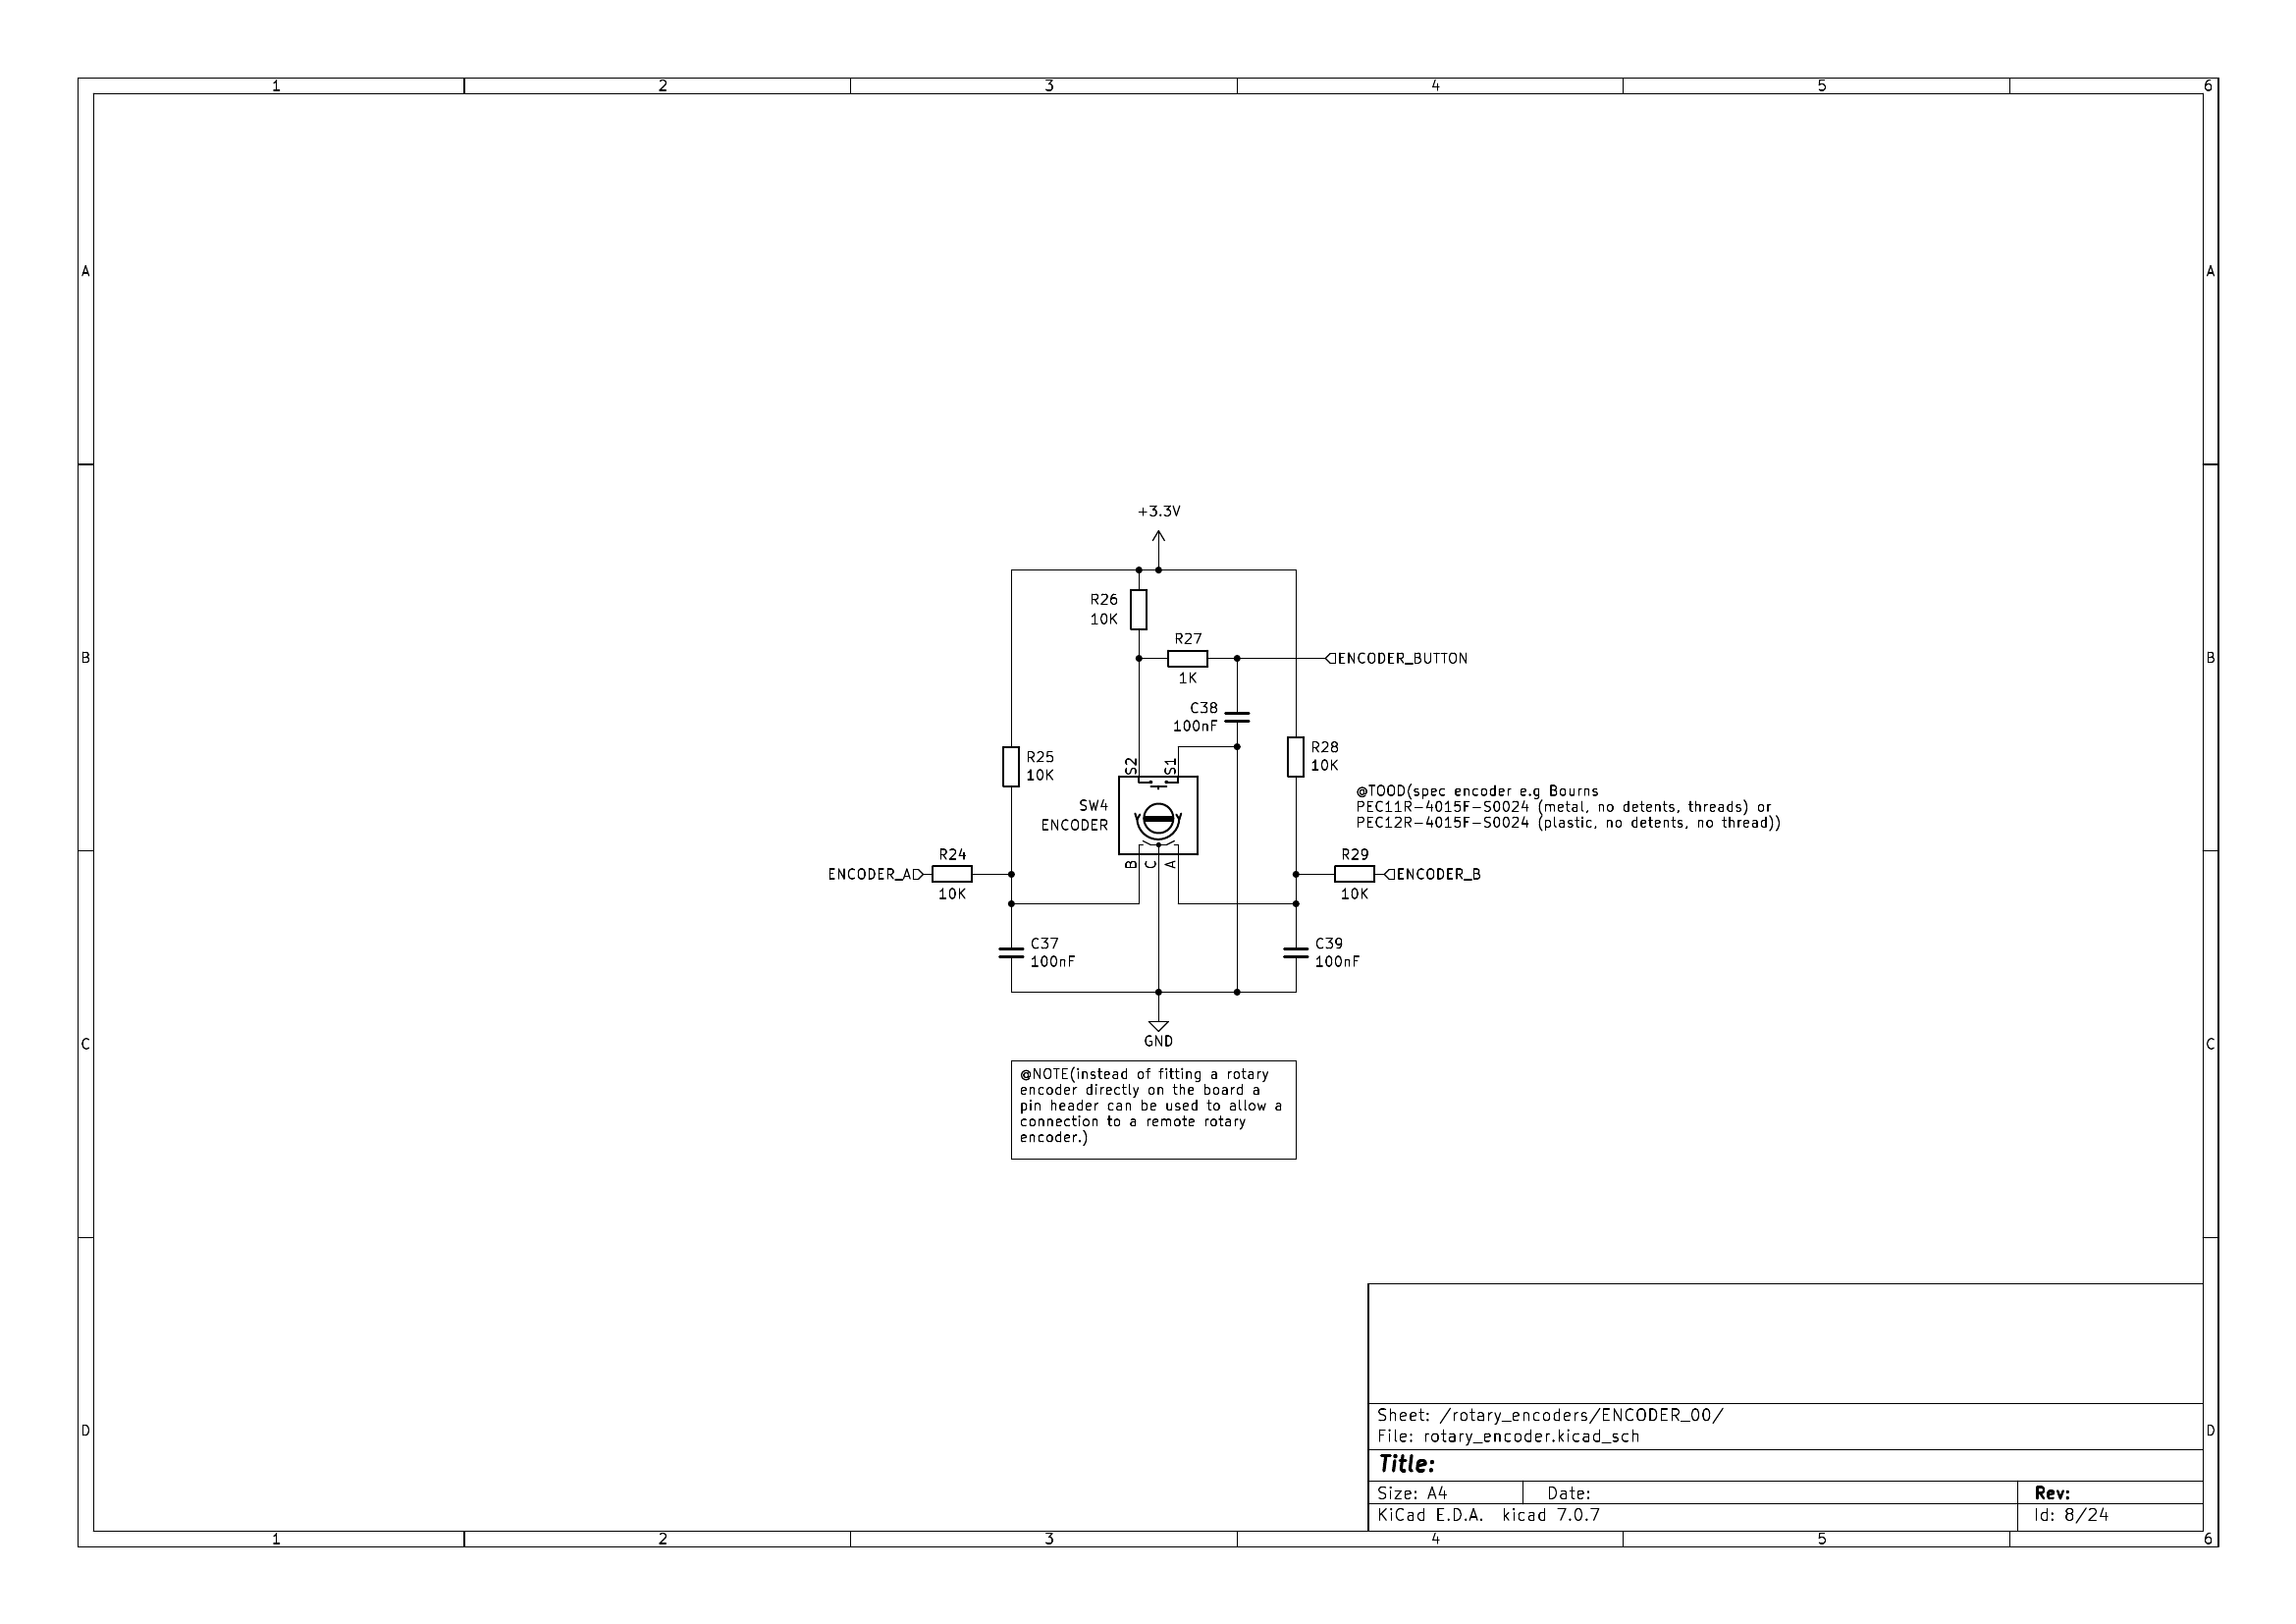 1 2 3 4 5 6
A A
+3.3V
R26
10K
R27
B B
ENCODER_BUTTON
1K
C38
100nF
R25
10K
S2 S1
R28
10K
SW4
ENCODER
@TOOD(spec encoder e.g Bourns
PEC11R-4015F-S0024 (metal, no detents, threads) or
PEC12R-4015F-S0024 (plastic, no detents, no thread))
R24
ENCODER_A
10K
B C A
R29
ENCODER_B
10K
C37
100nF
C39
100nF
GND
C C
@NOTE(instead of fitting a rotary
encoder directly on the board a
pin header can be used to allow a
connection to a remote rotary
encoder.)
Sheet: /rotary_encoders/ENCODER_00/
File: rotary_encoder.kicad_sch
D D
Title:
Size: A4 Date: Rev:
KiCad E.D.A. kicad 7.0.7 Id: 8/24
1 2 3 4 5 6